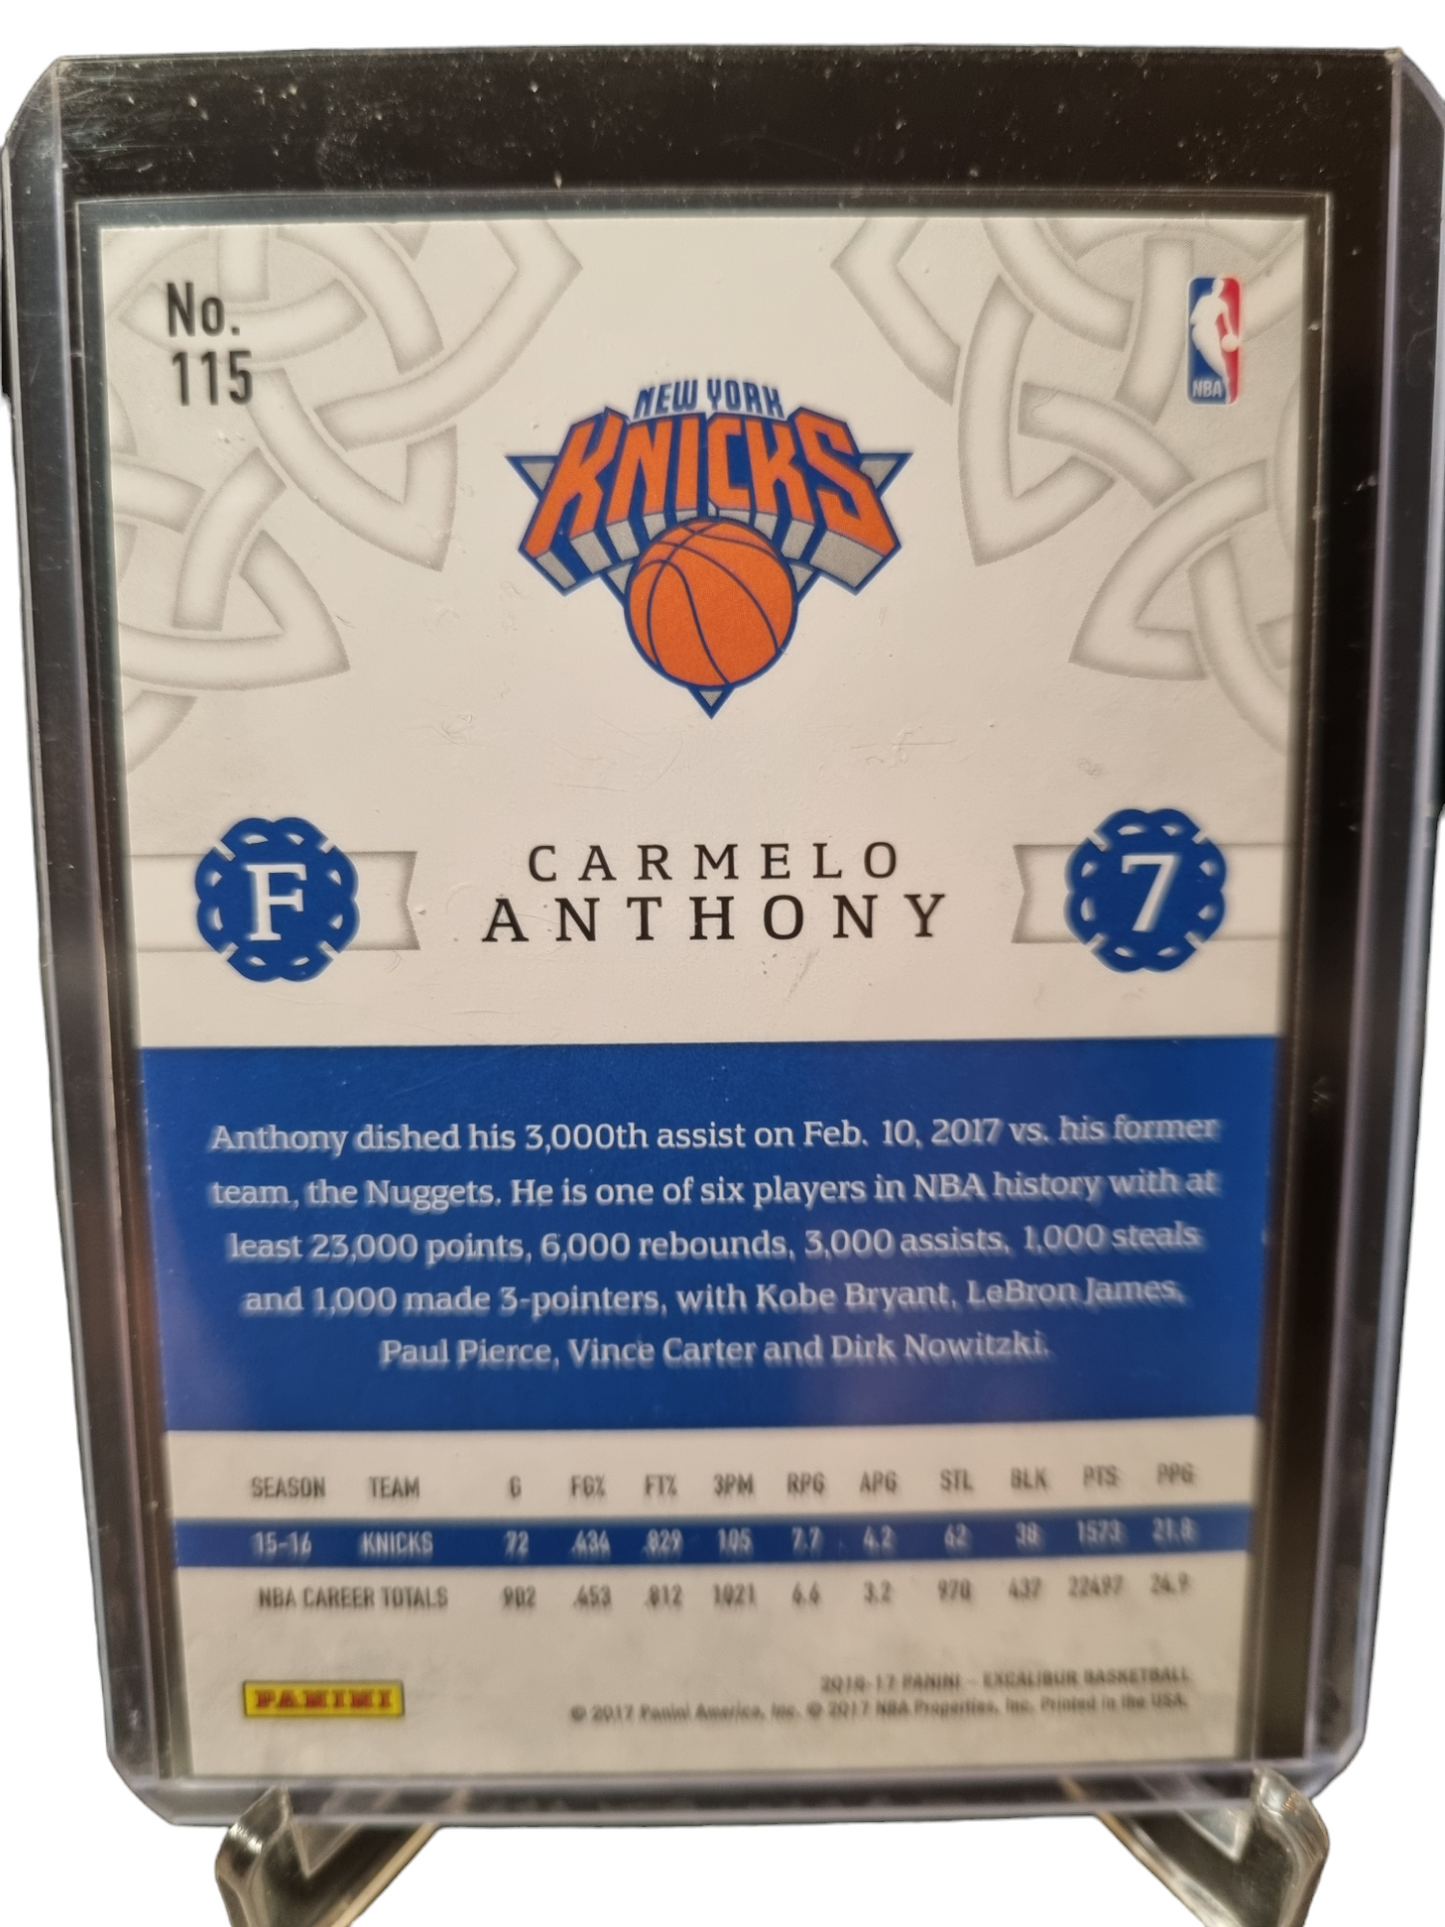 No.
115
NBA
NEW YORK
KNICKS
F
CARMELO
ANTHONY
7
Anthony dished his 3,000th assist on Feb. 10, 2017 vs. his former
team, the Nuggets. He is one of six players in NBA history with at
least 23,000 points, 6,000 rebounds, 3,000 assists, 1,000 steals
and 1,000 made 3-pointers, with Kobe Bryant, LeBron James,
Paul Pierce, Vince Carter and Dirk Nowitzki.
SEASON TEAM G FG% FT% 3PM RPG APG STL BLK PTS PPG
15-16 KNICKS 72 .434 .829 105 7.7 4.2 62 38 1573 21.8
NBA CAREER TOTALS 902 .453 .812 1021 6.6 3.2 970 437 22497 24.9
PANINI
2016-17 PANINI - EXCALIBUR BASKETBALL
© 2017 Panini America, Inc. © 2017 NBA Properties, Inc. Printed in the USA.